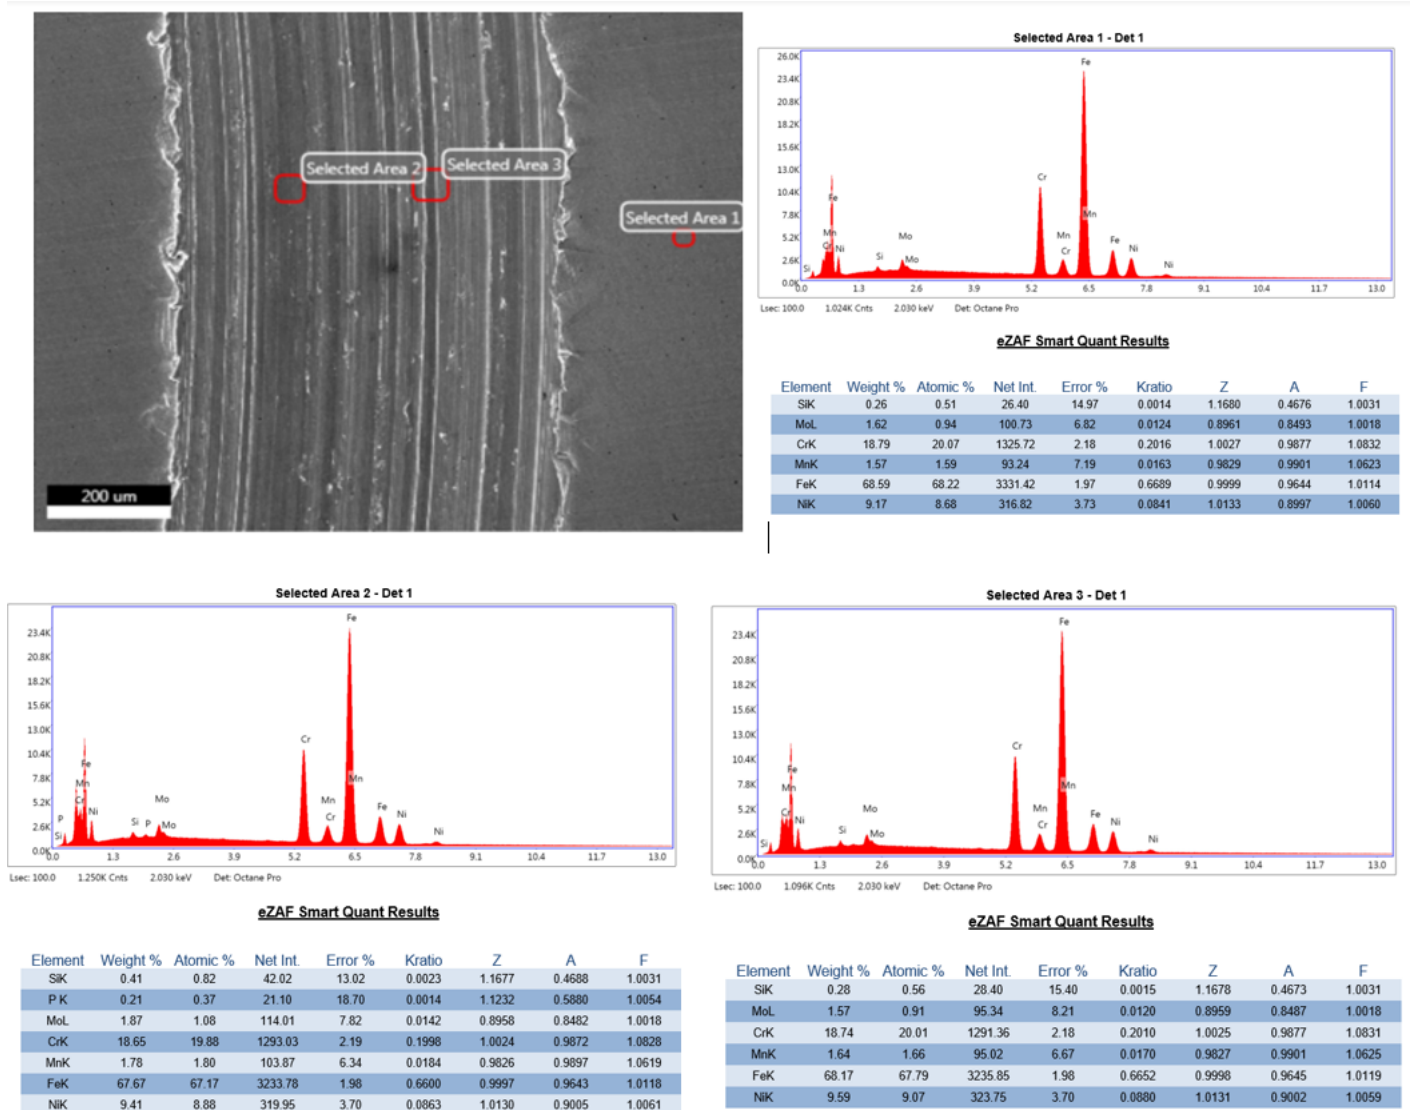 Selected Area 2
Selected Area 3
Selected Area 1
200 um
Selected Area 1 - Det 1
26.0K
23.4K
20.8K
18.2K
15.6K
13.0K
10.4K
7.8K
5.2K
2.6K
0.0K
Fe
Cr
Fe
Mn
Mn
Cr
Ni
Si
Si
Mo
Mo
Mn
Cr
Fe
Ni
Ni
0.0 1.3 2.6 3.9 5.2 6.5 7.8 9.1 10.4 11.7 13.0
Lsec: 100.0 1.024K Cnts 2.030 keV Det: Octane Pro
eZAF Smart Quant Results
Element Weight % Atomic % Net Int. Error % Kratio Z A F
SiK 0.26 0.51 26.40 14.97 0.0014 1.1680 0.4676 1.0031
MoL 1.62 0.94 100.73 6.82 0.0124 0.8961 0.8493 1.0018
CrK 18.79 20.07 1325.72 2.18 0.2016 1.0027 0.9877 1.0832
MnK 1.57 1.59 93.24 7.19 0.0163 0.9829 0.9901 1.0623
FeK 68.59 68.22 3331.42 1.97 0.6689 0.9999 0.9644 1.0114
NiK 9.17 8.68 316.82 3.73 0.0841 1.0133 0.8997 1.0060
Selected Area 2 - Det 1
23.4K
20.8K
18.2K
15.6K
13.0K
10.4K
7.8K
5.2K
2.6K
0.0K
Fe
Cr
Fe
Mn
Mn
Cr
Ni
P
Si
Si
P
Mo
Mo
Mn
Cr
Fe
Ni
Ni
0.0 1.3 2.6 3.9 5.2 6.5 7.8 9.1 10.4 11.7 13.0
Lsec: 100.0 1.250K Cnts 2.030 keV Det: Octane Pro
eZAF Smart Quant Results
Element Weight % Atomic % Net Int. Error % Kratio Z A F
SiK 0.41 0.82 42.02 13.02 0.0023 1.1677 0.4688 1.0031
P K 0.21 0.37 21.10 18.70 0.0014 1.1232 0.5880 1.0054
MoL 1.87 1.08 114.01 7.82 0.0142 0.8958 0.8482 1.0018
CrK 18.65 19.88 1293.03 2.19 0.1998 1.0024 0.9872 1.0828
MnK 1.78 1.80 103.87 6.34 0.0184 0.9826 0.9897 1.0619
FeK 67.67 67.17 3233.78 1.98 0.6600 0.9997 0.9643 1.0118
NiK 9.41 8.88 319.95 3.70 0.0863 1.0130 0.9005 1.0061
Selected Area 3 - Det 1
23.4K
20.8K
18.2K
15.6K
13.0K
10.4K
7.8K
5.2K
2.6K
0.0K
Fe
Cr
Fe
Mn
Mn
Cr
Ni
Si
Si
Mo
Mo
Mn
Cr
Fe
Ni
Ni
0.0 1.3 2.6 3.9 5.2 6.5 7.8 9.1 10.4 11.7 13.0
Lsec: 100.0 1.096K Cnts 2.030 keV Det: Octane Pro
eZAF Smart Quant Results
Element Weight % Atomic % Net Int. Error % Kratio Z A F
SiK 0.28 0.56 28.40 15.40 0.0015 1.1678 0.4673 1.0031
MoL 1.57 0.91 95.34 8.21 0.0120 0.8959 0.8487 1.0018
CrK 18.74 20.01 1291.36 2.18 0.2010 1.0025 0.9877 1.0831
MnK 1.64 1.66 95.02 6.67 0.0170 0.9827 0.9901 1.0625
FeK 68.17 67.79 3235.85 1.98 0.6652 0.9998 0.9645 1.0119
NiK 9.59 9.07 323.75 3.70 0.0880 1.0131 0.9002 1.0059